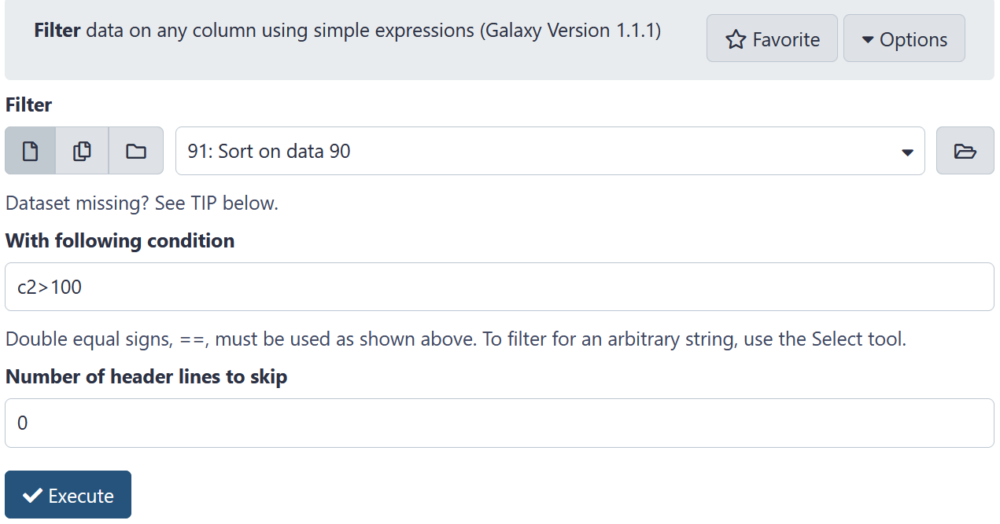 Filter data on any column using simple expressions (Galaxy Version 1.1.1)
Favorite
Options
Filter
91: Sort on data 90
Dataset missing? See TIP below.
With following condition
c2>100
Double equal signs, ==, must be used as shown above. To filter for an arbitrary string, use the Select tool.
Number of header lines to skip
0
Execute